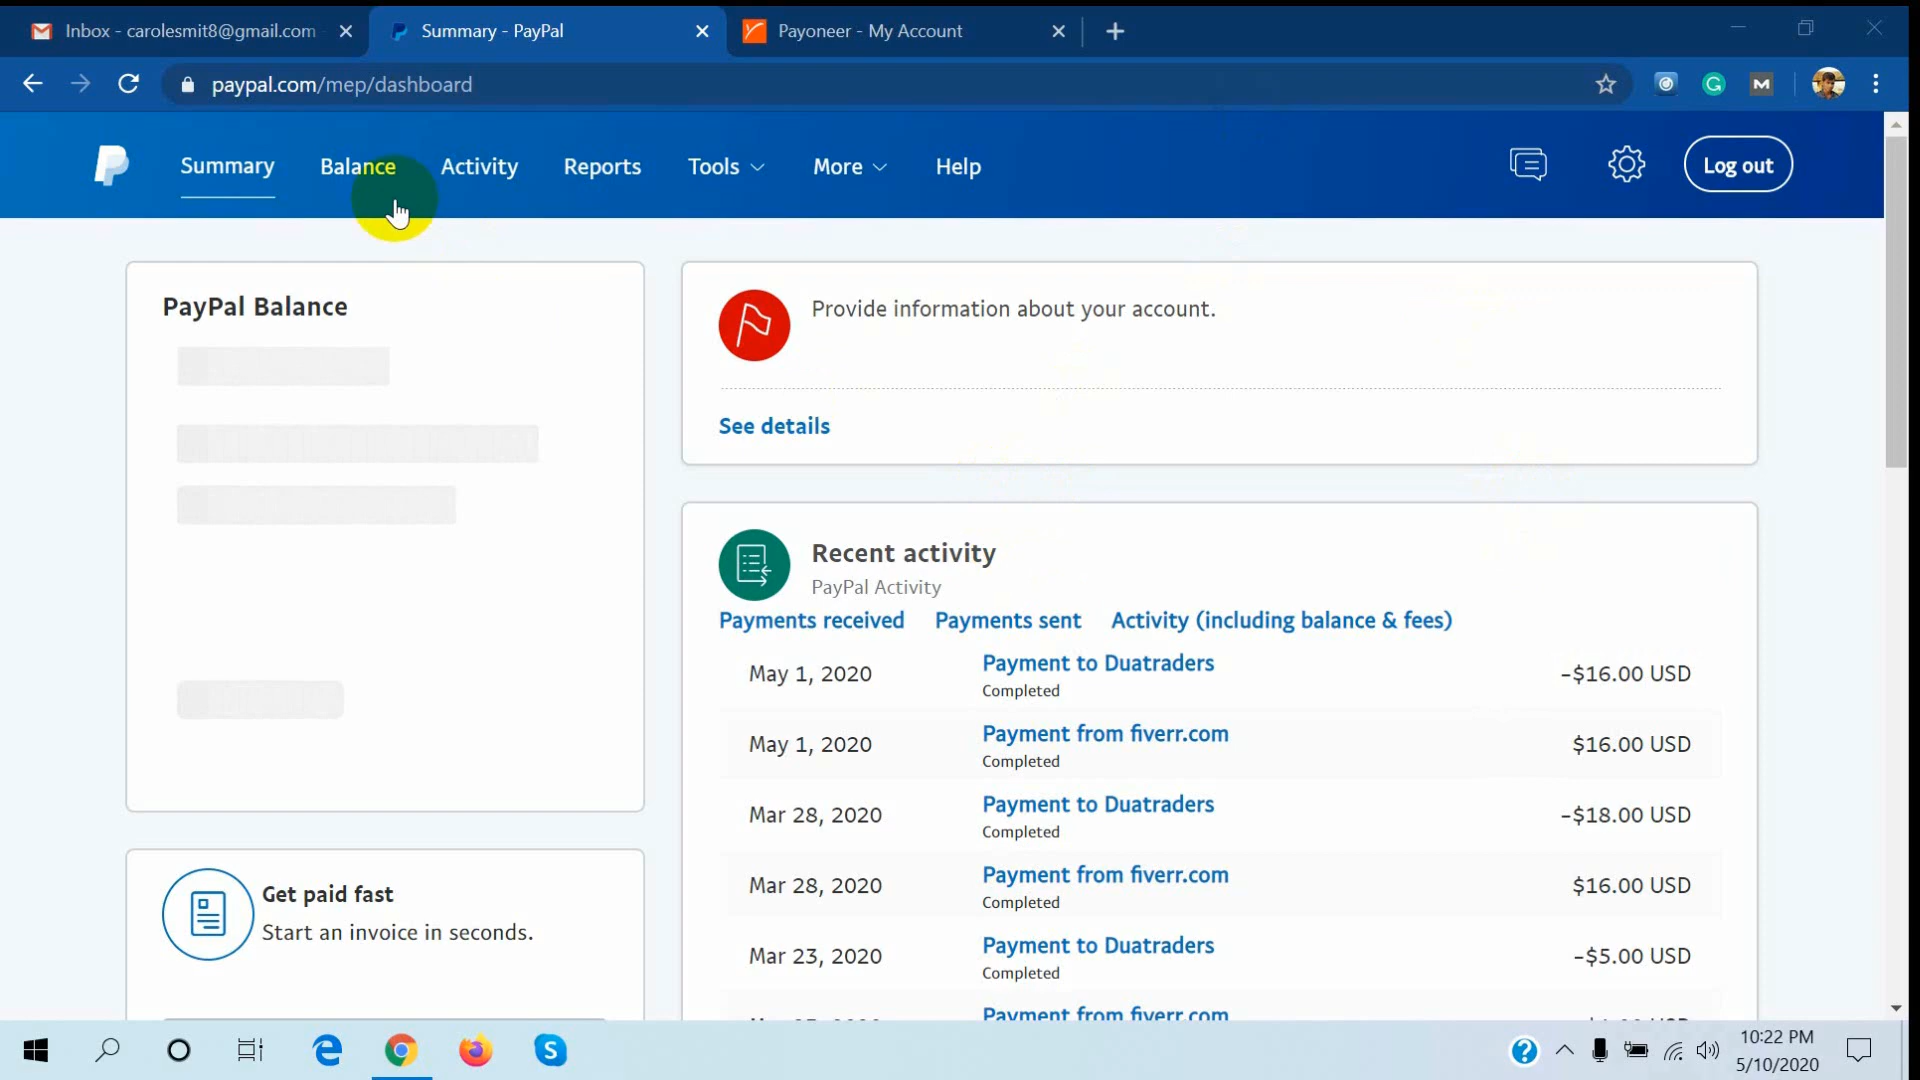 Inbox - carolesmit8@gmail.com
Summary - PayPal
Payoneer - My Account
paypal.com/mep/dashboard
Summary
Balance
Activity
Reports
Tools
More
Help
Log out
PayPal Balance
Provide information about your account.
See details
Recent activity
PayPal Activity
Payments received Payments sent Activity (including balance & fees)
May 1, 2020 Payment to Duatraders -$16.00 USD
Completed
May 1, 2020 Payment from fiverr.com $16.00 USD
Completed
Mar 28, 2020 Payment to Duatraders -$18.00 USD
Completed
Mar 28, 2020 Payment from fiverr.com $16.00 USD
Completed
Mar 23, 2020 Payment to Duatraders -$5.00 USD
Completed
Payment from fiverr.com
Get paid fast
Start an invoice in seconds.
10:22 PM
5/10/2020